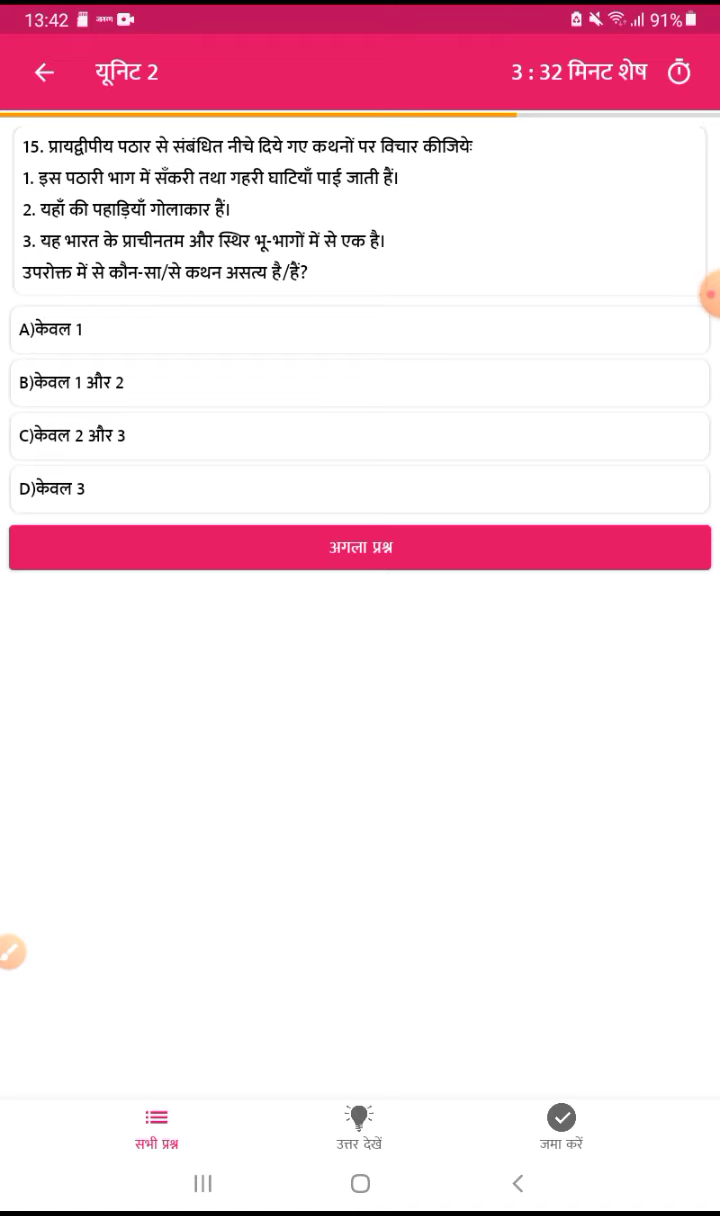 13:42
91%
यूनिट 2
3 : 32 मिनट शेष
15. प्रायद्वीपीय पठार से संबंधित नीचे दिये गए कथनों पर विचार कीजियेः
1. इस पठारी भाग में सँकरी तथा गहरी घाटियाँ पाई जाती हैं।
2. यहाँ की पहाड़ियाँ गोलाकार हैं।
3. यह भारत के प्राचीनतम और स्थिर भू-भागों में से एक है।
उपरोक्त में से कौन-सा/से कथन असत्य है/हैं?
A)केवल 1
B)केवल 1 और 2
C)केवल 2 और 3
D)केवल 3
अगला प्रश्न
सभी प्रश्न
उत्तर देखें
जमा करें